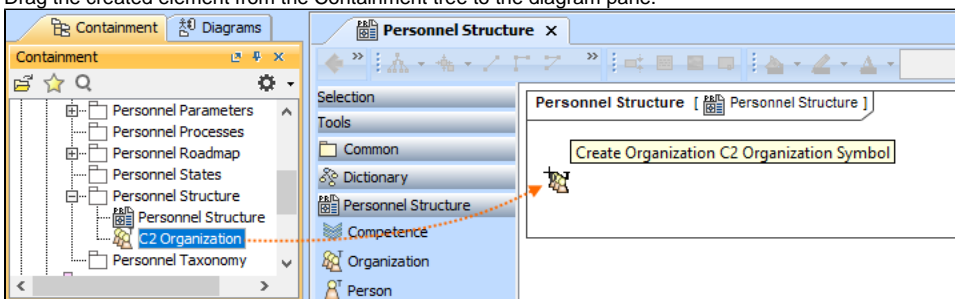 Drag the created element from the Containment tree to the diagram pane.
Containment
Diagrams
Containment
Personnel Parameters
Personnel Processes
Personnel Roadmap
Personnel States
Personnel Structure
Personnel Structure
C2 Organization
Personnel Taxonomy
Personnel Structure
Selection
Tools
Common
Dictionary
Personnel Structure
Competence
Organization
Person
Personnel Structure [ Personnel Structure ]
Create Organization C2 Organization Symbol